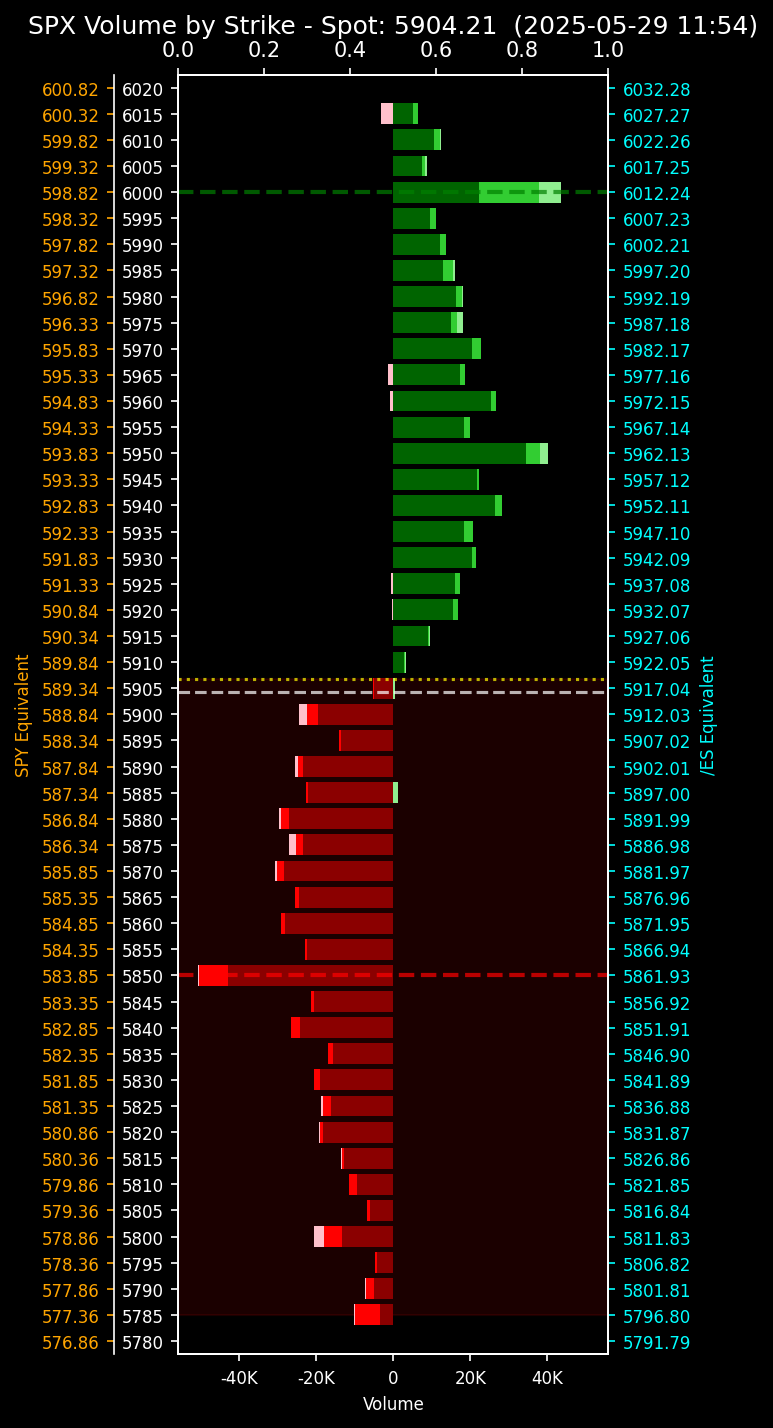 SPX Volume by Strike - Spot: 5904.21 (2025-05-29 11:54)
0.0 0.2 0.4 0.6 0.8 1.0
600.82 6020 6032.28
600.32 6015 6027.27
599.82 6010 6022.26
599.32 6005 6017.25
598.82 6000 6012.24
598.32 5995 6007.23
597.82 5990 6002.21
597.32 5985 5997.20
596.82 5980 5992.19
596.33 5975 5987.18
595.83 5970 5982.17
595.33 5965 5977.16
594.83 5960 5972.15
594.33 5955 5967.14
593.83 5950 5962.13
593.33 5945 5957.12
592.83 5940 5952.11
592.33 5935 5947.10
591.83 5930 5942.09
591.33 5925 5937.08
590.84 5920 5932.07
590.34 5915 5927.06
589.84 5910 5922.05
589.34 5905 5917.04
588.84 5900 5912.03
588.34 5895 5907.02
587.84 5890 5902.01
587.34 5885 5897.00
586.84 5880 5891.99
586.34 5875 5886.98
585.85 5870 5881.97
585.35 5865 5876.96
584.85 5860 5871.95
584.35 5855 5866.94
583.85 5850 5861.93
583.35 5845 5856.92
582.85 5840 5851.91
582.35 5835 5846.90
581.85 5830 5841.89
581.35 5825 5836.88
580.86 5820 5831.87
580.36 5815 5826.86
579.86 5810 5821.85
579.36 5805 5816.84
578.86 5800 5811.83
578.36 5795 5806.82
577.86 5790 5801.81
577.36 5785 5796.80
576.86 5780 5791.79
SPY Equivalent
/ES Equivalent
-40K -20K 0 20K 40K
Volume